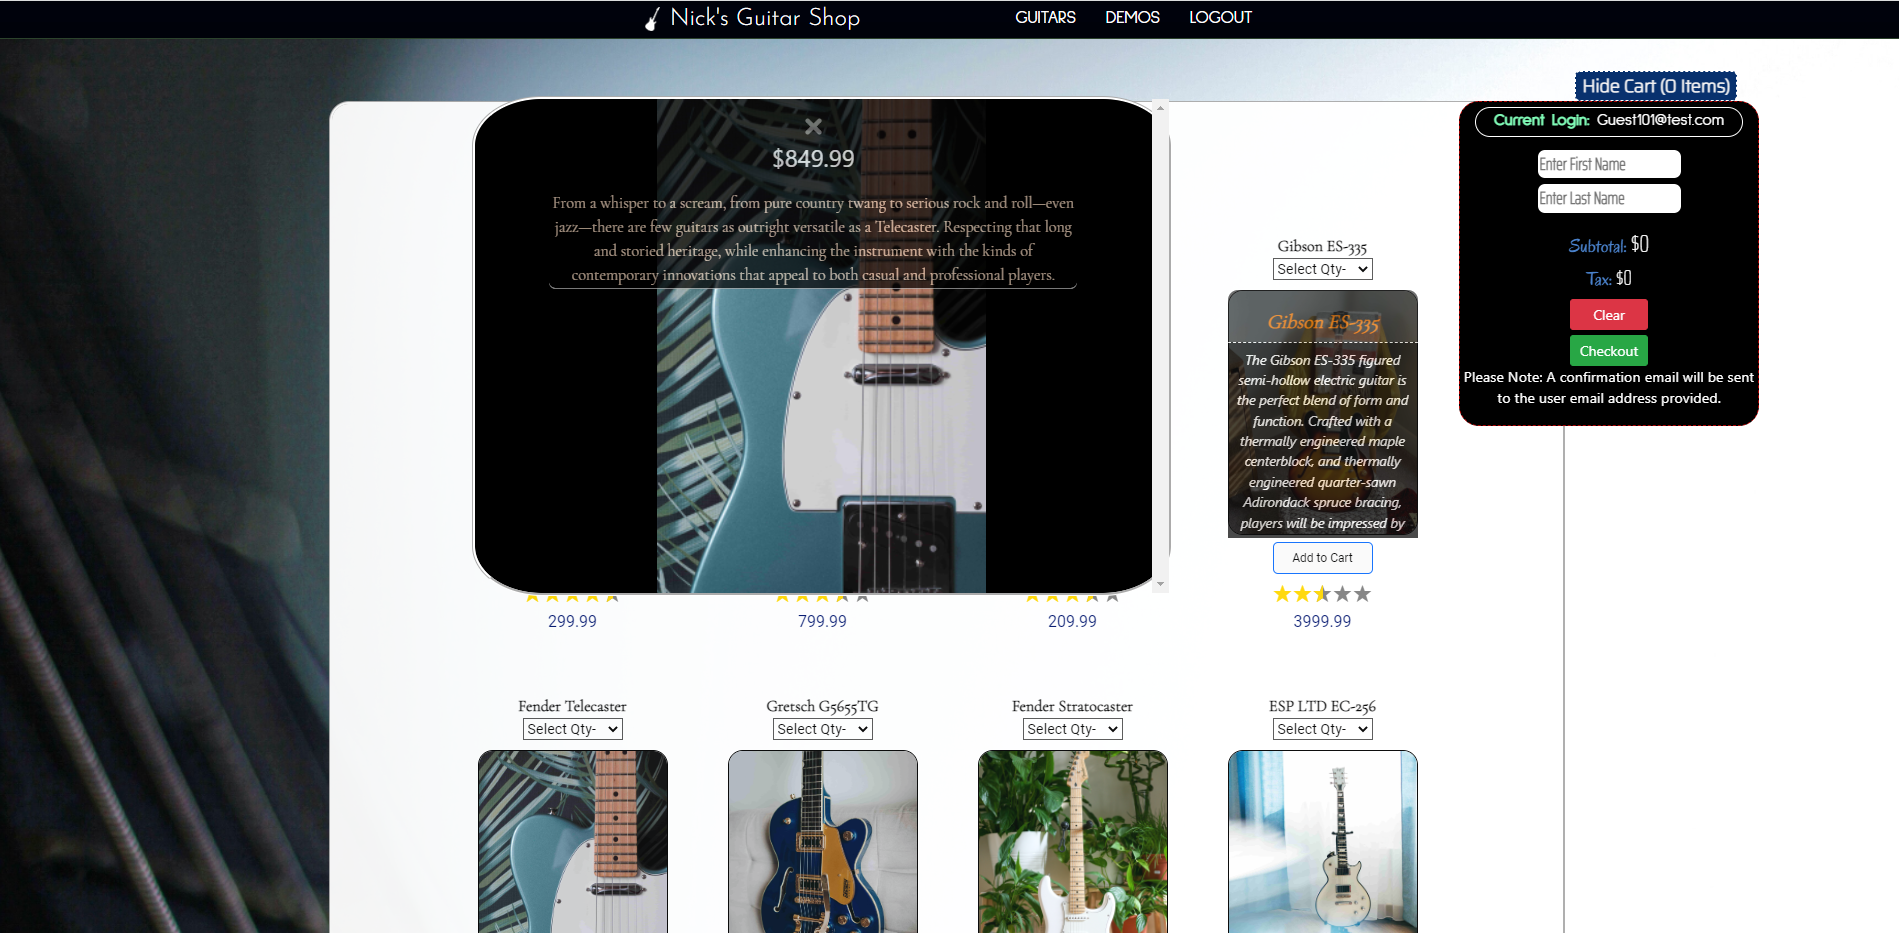 Nick's Guitar Shop
GUITARS DEMOS LOGOUT
Hide Cart (0 Items)
Current Login: Guest101@test.com
Enter First Name
Enter Last Name
Subtotal: $0
Tax: $0
Clear
Checkout
Please Note: A confirmation email will be sent
to the user email address provided.
$849.99
From a whisper to a scream, from pure country twang to serious rock and roll—even
jazz—there are few guitars as outright versatile as a Telecaster. Respecting that long
and storied heritage, while enhancing the instrument with the kinds of
contemporary innovations that appeal to both casual and professional players.
Gibson ES-335
Select Qty-
Gibson ES-335
The Gibson ES-335 figured
semi-hollow electric guitar is
the perfect blend of form and
function. Crafted with a
thermally engineered maple
centerblock, and thermally
engineered quarter-sawn
Adirondack spruce bracing,
players will be impressed by
Add to Cart
299.99
799.99
209.99
3999.99
Fender Telecaster
Select Qty-
Gretsch G5655TG
Select Qty-
Fender Stratocaster
Select Qty-
ESP LTD EC-256
Select Qty-